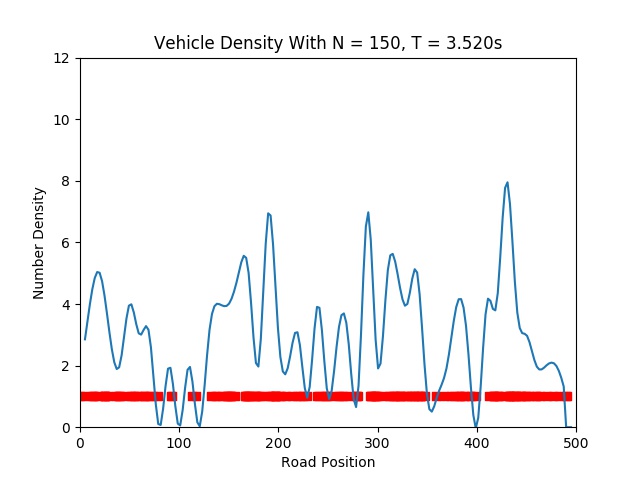 Vehicle Density With N = 150, T = 3.520s
12
10
8
6
4
2
0
Number Density
0 100 200 300 400 500
Road Position